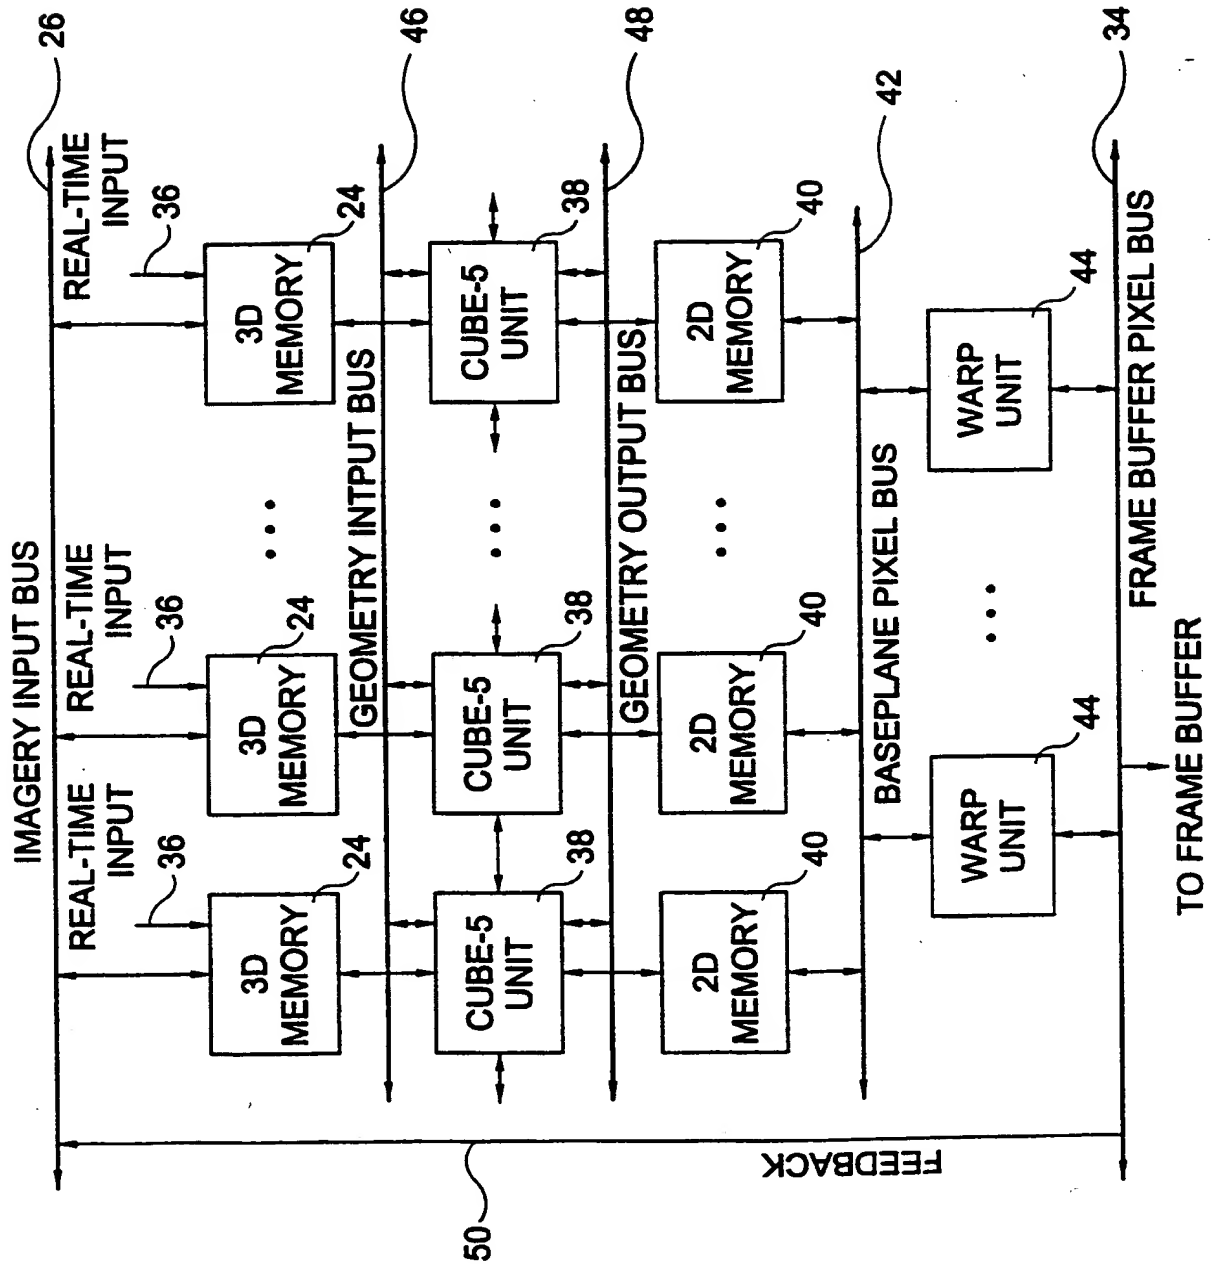 IMAGERY INPUT BUS
26
REAL-TIME
INPUT
REAL-TIME
INPUT
REAL-TIME
INPUT
36
36
36
3D
MEMORY
24
3D
MEMORY
24
• • •
3D
MEMORY
24
GEOMETRY INTPUT BUS
46
50
CUBE-5
UNIT
38
CUBE-5
UNIT
38
• • •
CUBE-5
UNIT
38
GEOMETRY OUTPUT BUS
48
2D
MEMORY
40
2D
MEMORY
40
• • •
2D
MEMORY
40
FEEDBACK
BASEPLANE PIXEL BUS
42
WARP
UNIT
44
• • •
WARP
UNIT
44
FRAME BUFFER PIXEL BUS
34
TO FRAME BUFFER